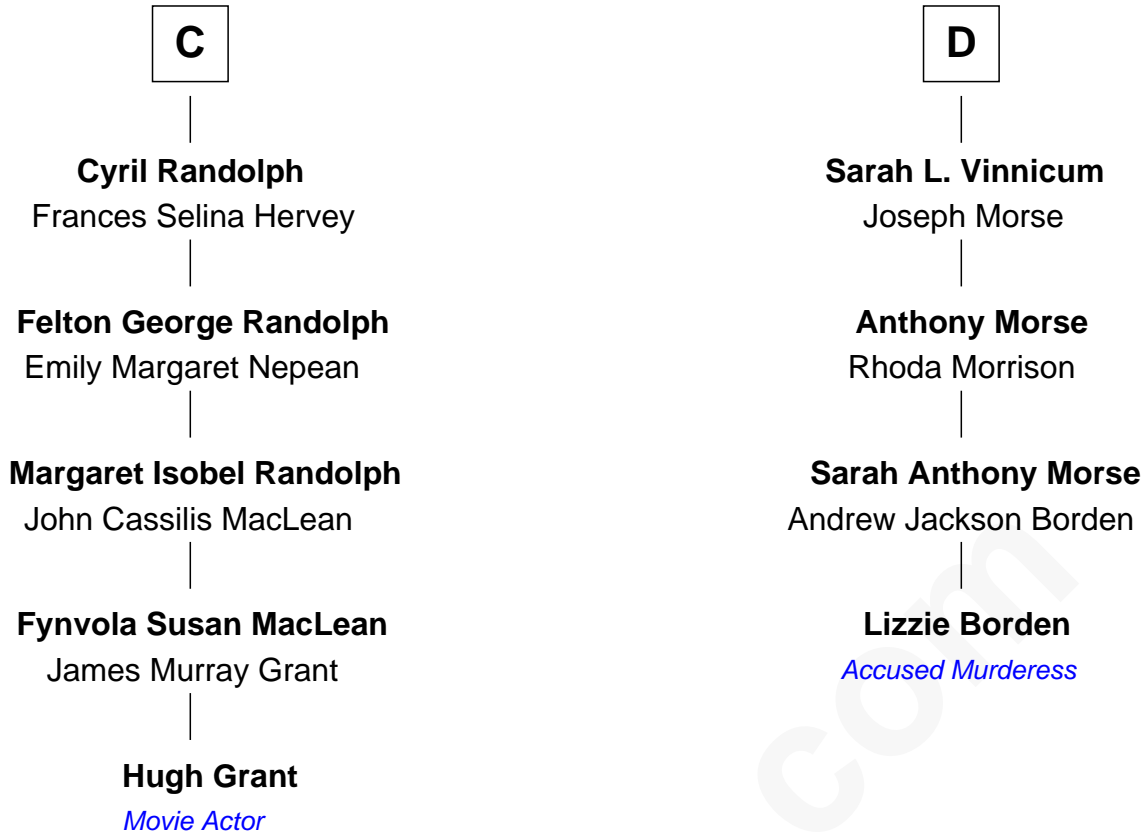 C
Cyril Randolph
Frances Selina Hervey
Felton George Randolph
Emily Margaret Nepean
Margaret Isobel Randolph
John Cassilis MacLean
Fynvola Susan MacLean
James Murray Grant
Hugh Grant
Movie Actor
D
Sarah L. Vinnicum
Joseph Morse
Anthony Morse
Rhoda Morrison
Sarah Anthony Morse
Andrew Jackson Borden
Lizzie Borden
Accused Murderess
com